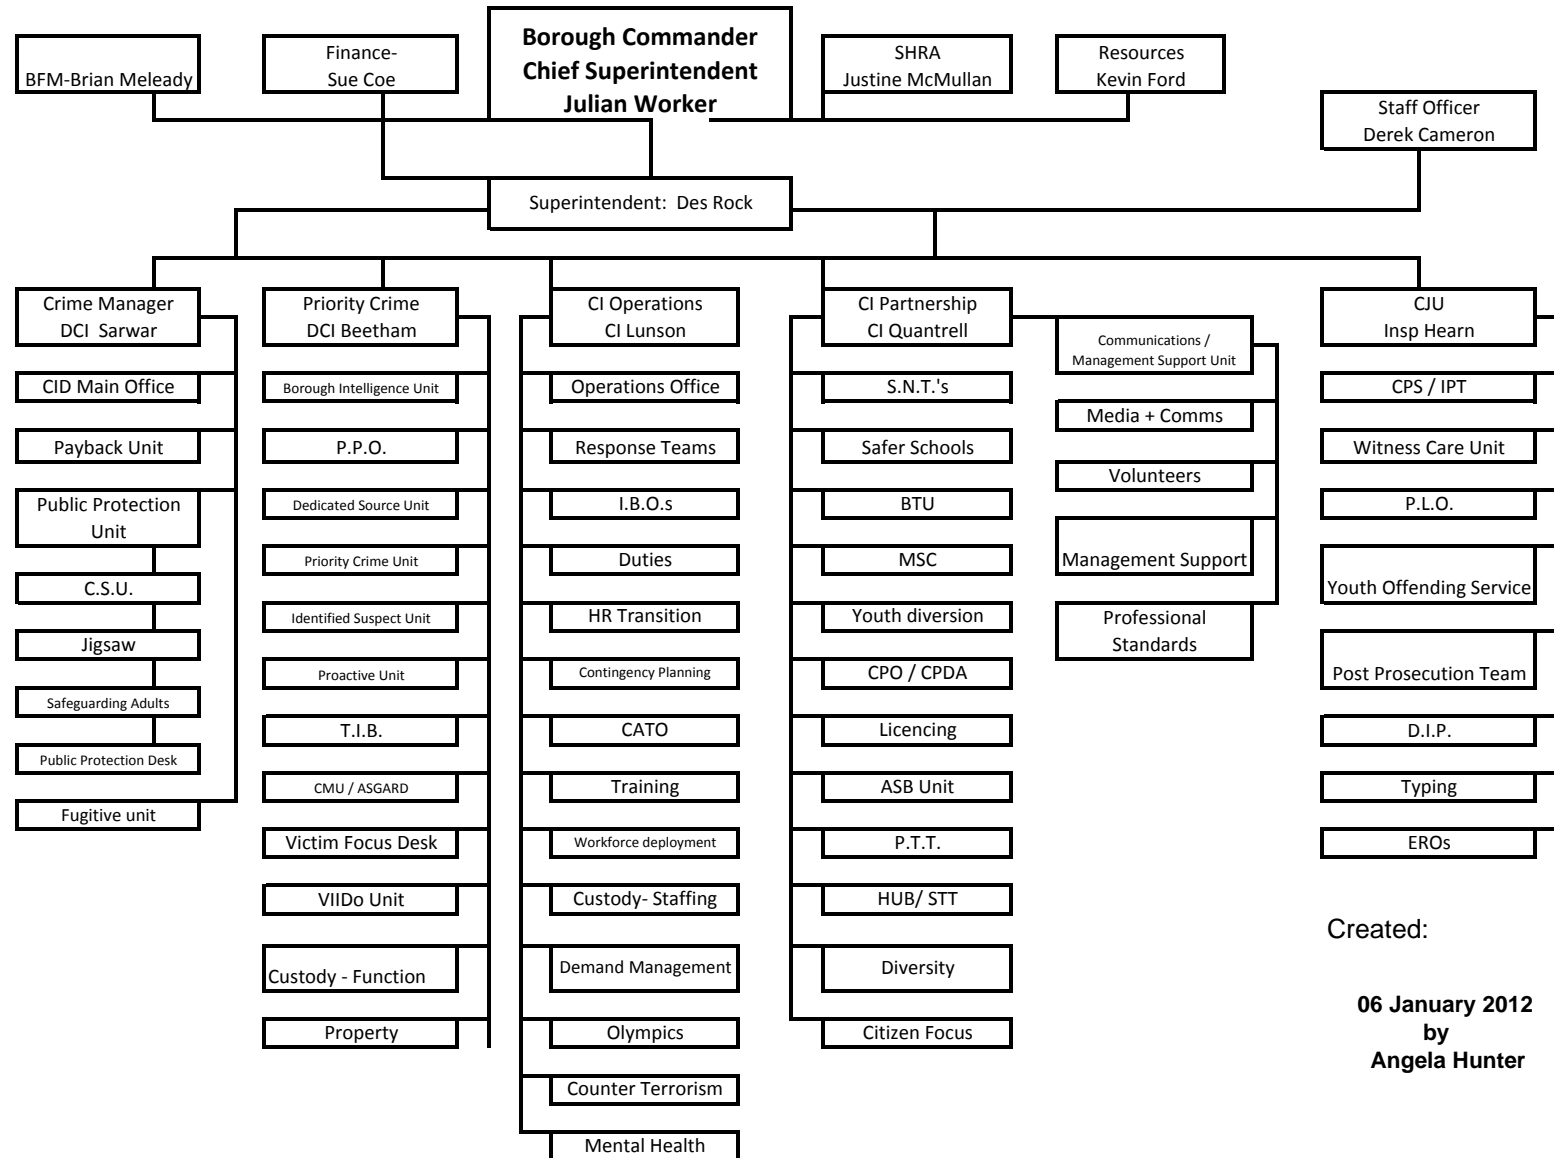 BFM-Brian Meleady
Finance-
Sue Coe
Borough Commander
Chief Superintendent
Julian Worker
SHRA
Justine McMullan
Resources
Kevin Ford
Staff Officer
Derek Cameron
Superintendent: Des Rock
Crime Manager
DCI Sarwar
CID Main Office
Payback Unit
Public Protection
Unit
C.S.U.
Jigsaw
Safeguarding Adults
Public Protection Desk
Fugitive unit
Priority Crime
DCI Beetham
Borough Intelligence Unit
P.P.O.
Dedicated Source Unit
Priority Crime Unit
Identified Suspect Unit
Proactive Unit
T.I.B.
CMU / ASGARD
Victim Focus Desk
VIIDo Unit
Custody - Function
Property
CI Operations
CI Lunson
Operations Office
Response Teams
I.B.O.s
Duties
HR Transition
Contingency Planning
CATO
Training
Workforce deployment
Custody- Staffing
Demand Management
Olympics
Counter Terrorism
Mental Health
CI Partnership
CI Quantrell
S.N.T.'s
Safer Schools
BTU
MSC
Youth diversion
CPO / CPDA
Licencing
ASB Unit
P.T.T.
HUB/ STT
Diversity
Citizen Focus
Communications /
Management Support Unit
Media + Comms
Volunteers
Management Support
Professional
Standards
CJU
Insp Hearn
CPS / IPT
Witness Care Unit
P.L.O.
Youth Offending Service
Post Prosecution Team
D.I.P.
Typing
EROs
Created:
06 January 2012
by
Angela Hunter